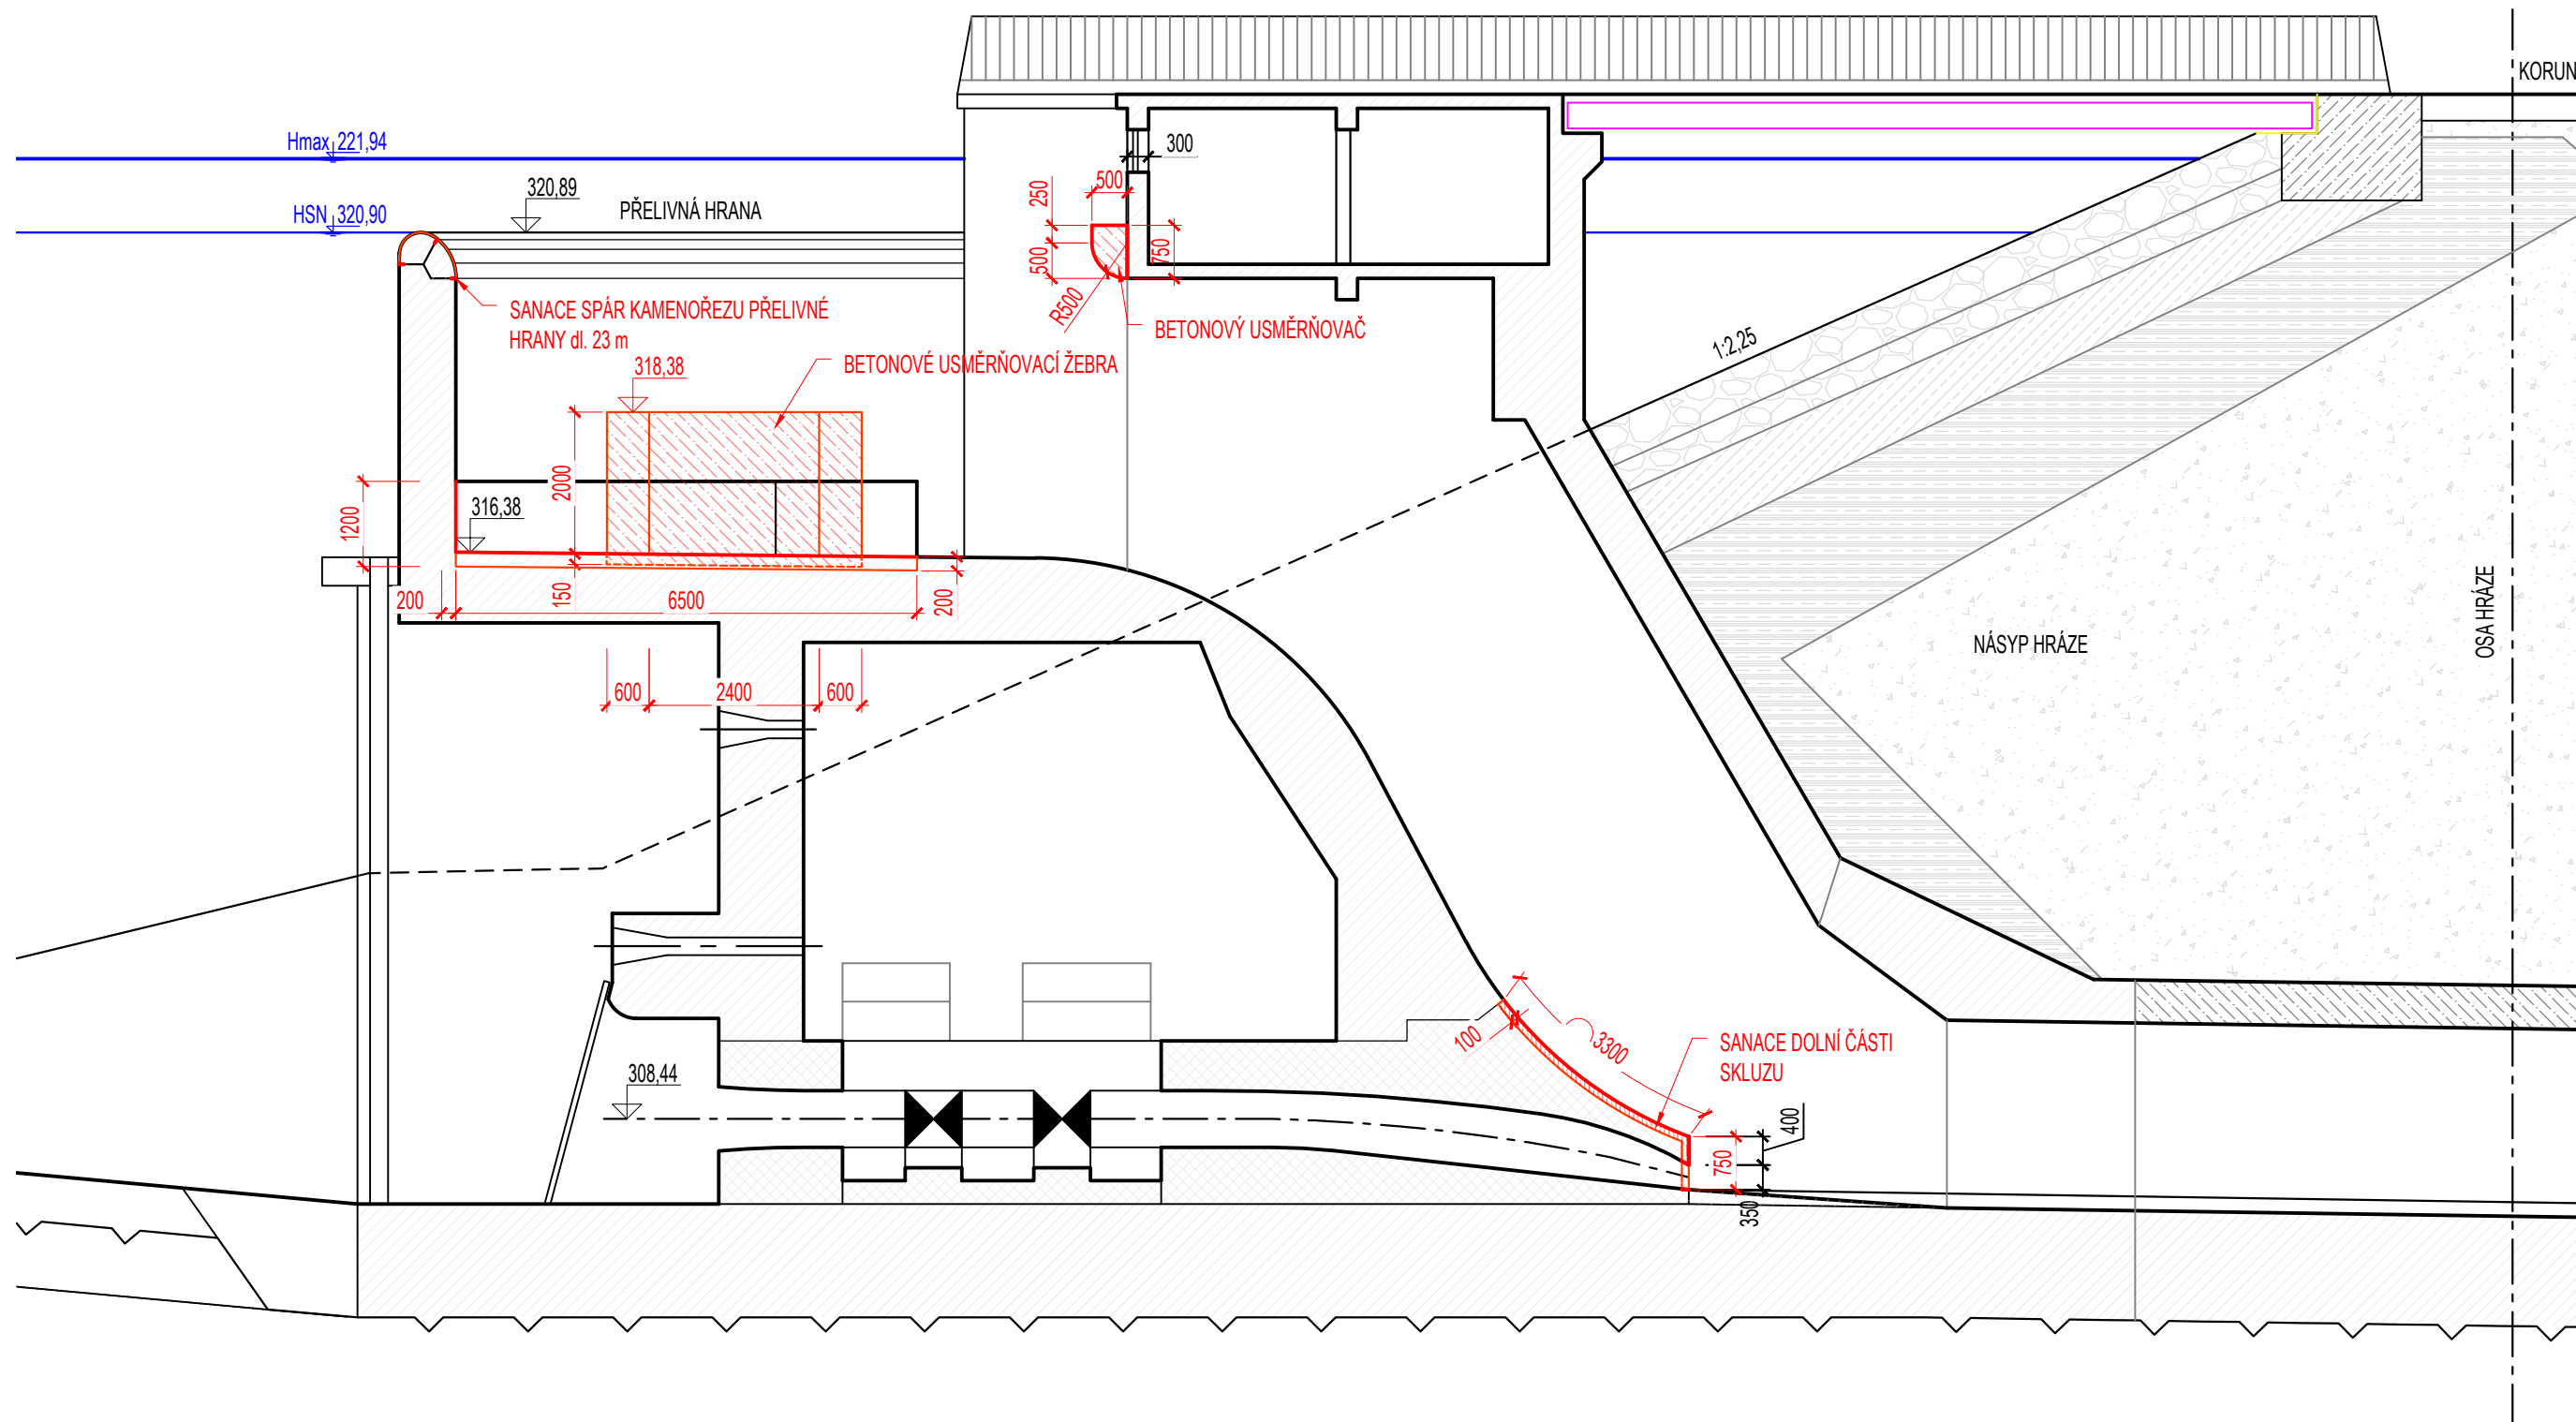 KORUN
Hmax 221,94
300
320,89
PŘELIVNÁ HRANA
HSN 320,90
250
500
500
750
R500
SANACE SPÁR KAMENOŘEZU PŘELIVNÉ
HRANY dl. 23 m
BETONOVÝ USMĚRŇOVAČ
1:2,25
318,38
BETONOVÉ USMĚRŇOVACÍ ŽEBRA
2000
1200
316,38
200
150
6500
200
OSA HRÁZE
NÁSYP HRÁZE
600
2400
600
100
3300
SANACE DOLNÍ ČÁSTI
SKLUZU
308,44
400
750
350